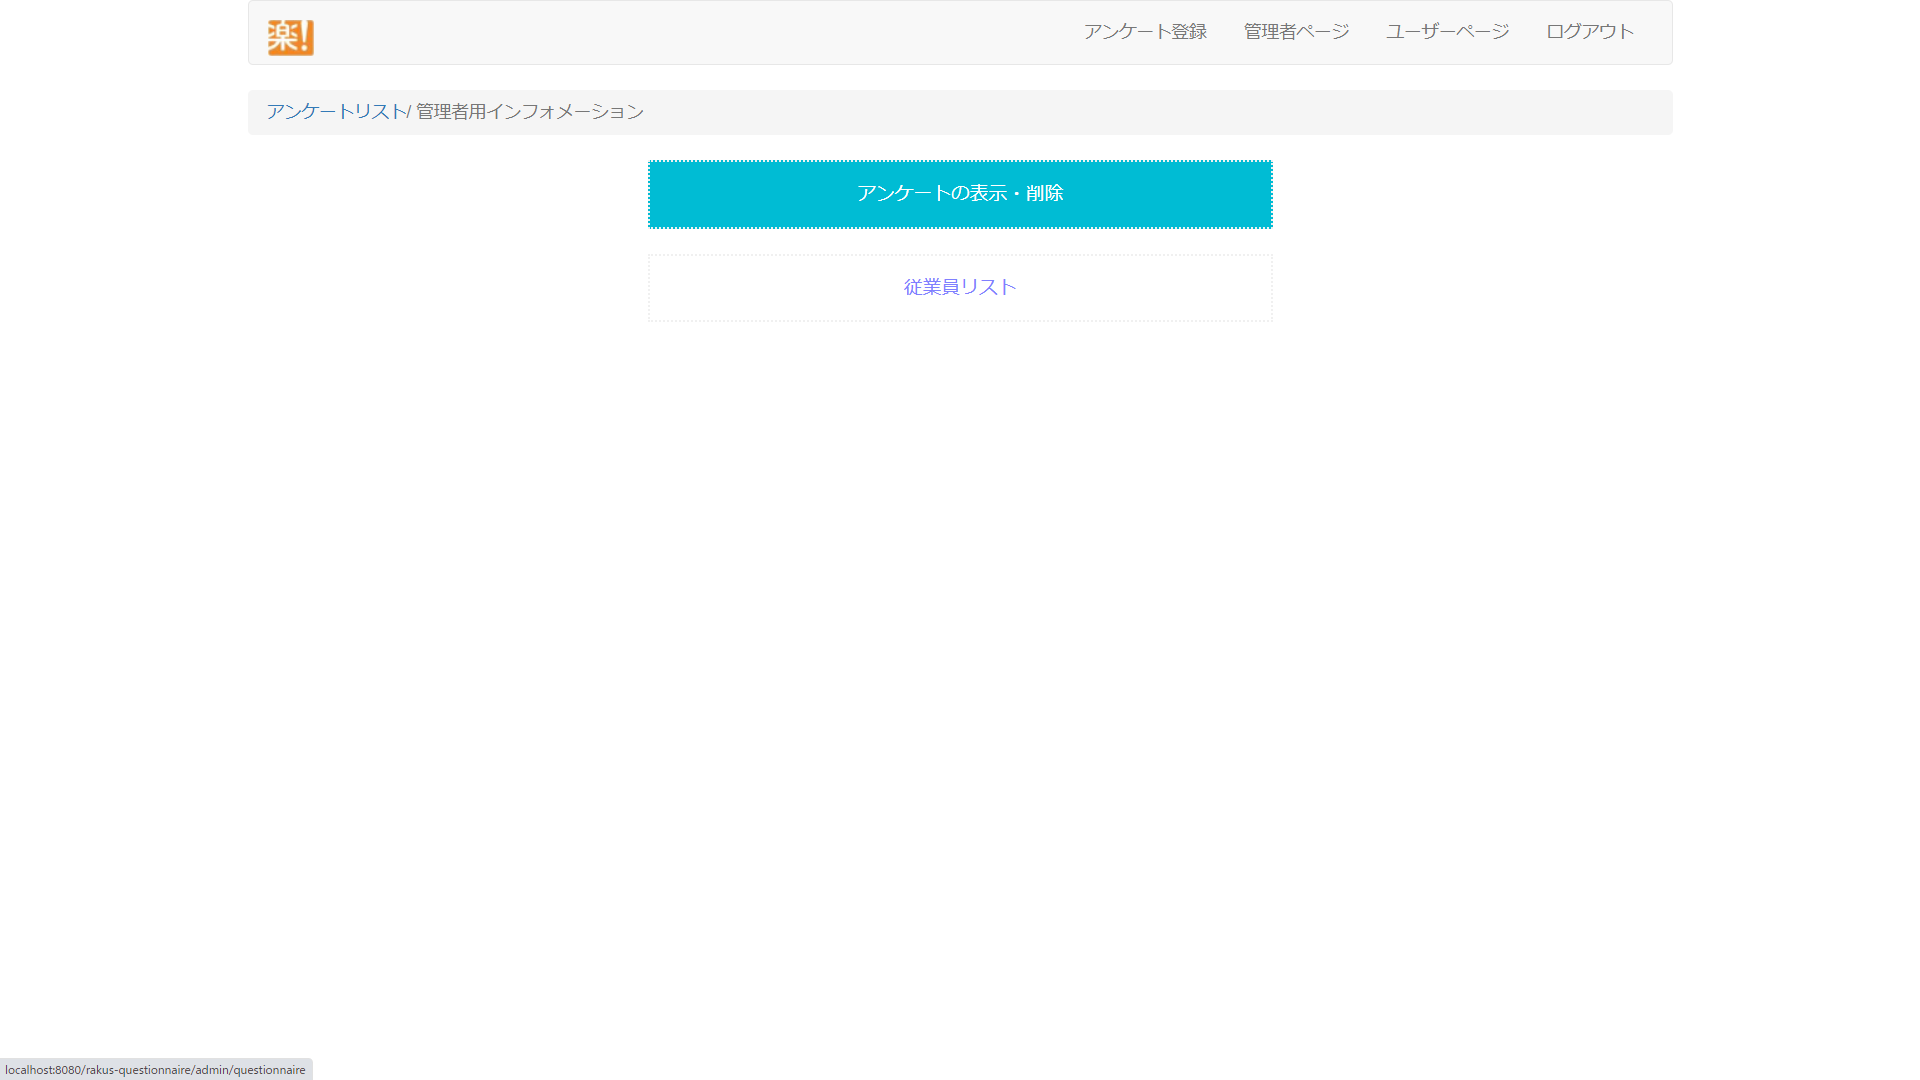 楽!
アンケート登録 管理者ページ ユーザーページ ログアウト
アンケートリスト/ 管理者用インフォメーション
アンケートの表示・削除
従業員リスト
localhost:8080/rakus-questionnaire/admin/questionnaire